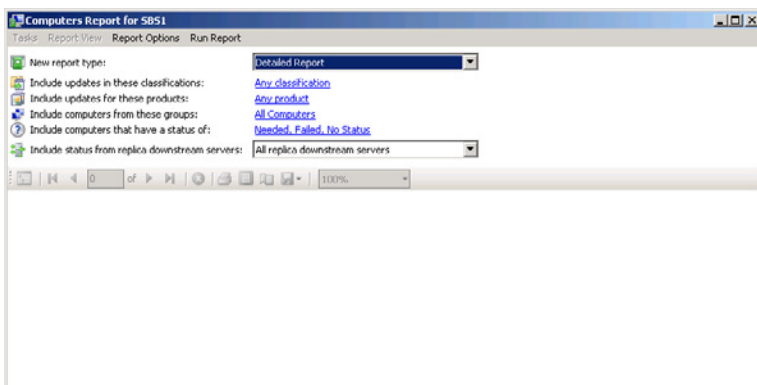 Computers Report for SBS1
Tasks Report View Report Options Run Report
New report type: Detailed Report
Include updates in these classifications: Any classification
Include updates for these products: Any product
Include computers from these groups: All Computers
Include computers that have a status of: Needed, Failed, No Status
Include status from replica downstream servers: All replica downstream servers
0 of 100%